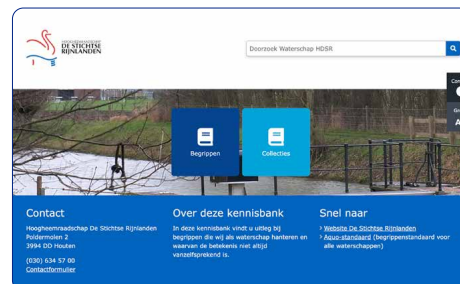 HOOGHEEMRAADSCHAP
DE STICHTSE
RIJNLANDEN
Doorzoek Waterschap HDSR
Begrippen
Collecties
Contact
Hoogheemraadschap De Stichtse Rijnlanden
Poldermolen 2
3994 DD Houten
(030) 634 57 00
Contactformulier
Over deze kennisbank
In deze kennisbank vindt u uitleg bij
begrippen die wij als waterschap hanteren en
waarvan de betekenis niet altijd
vanzelfsprekend is.
Snel naar
› Website De Stichtse Rijnlanden
› Aquo-standaard (begrippenstandaard voor
alle waterschappen)